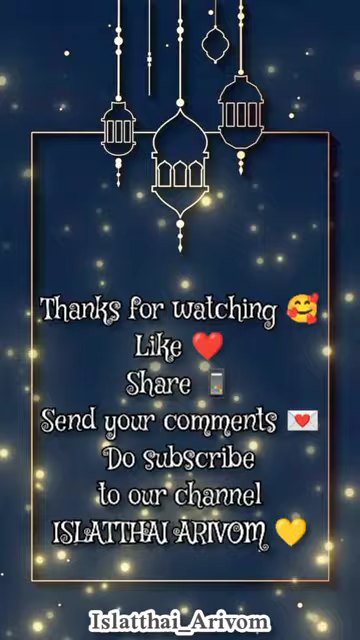 Thanks for watching 🥰
Like ❤️
Share 📱
Send your comments 💌
Do subscribe
to our channel
ISLATTHAI ARIVOM 💛
Islatthai_Arivom